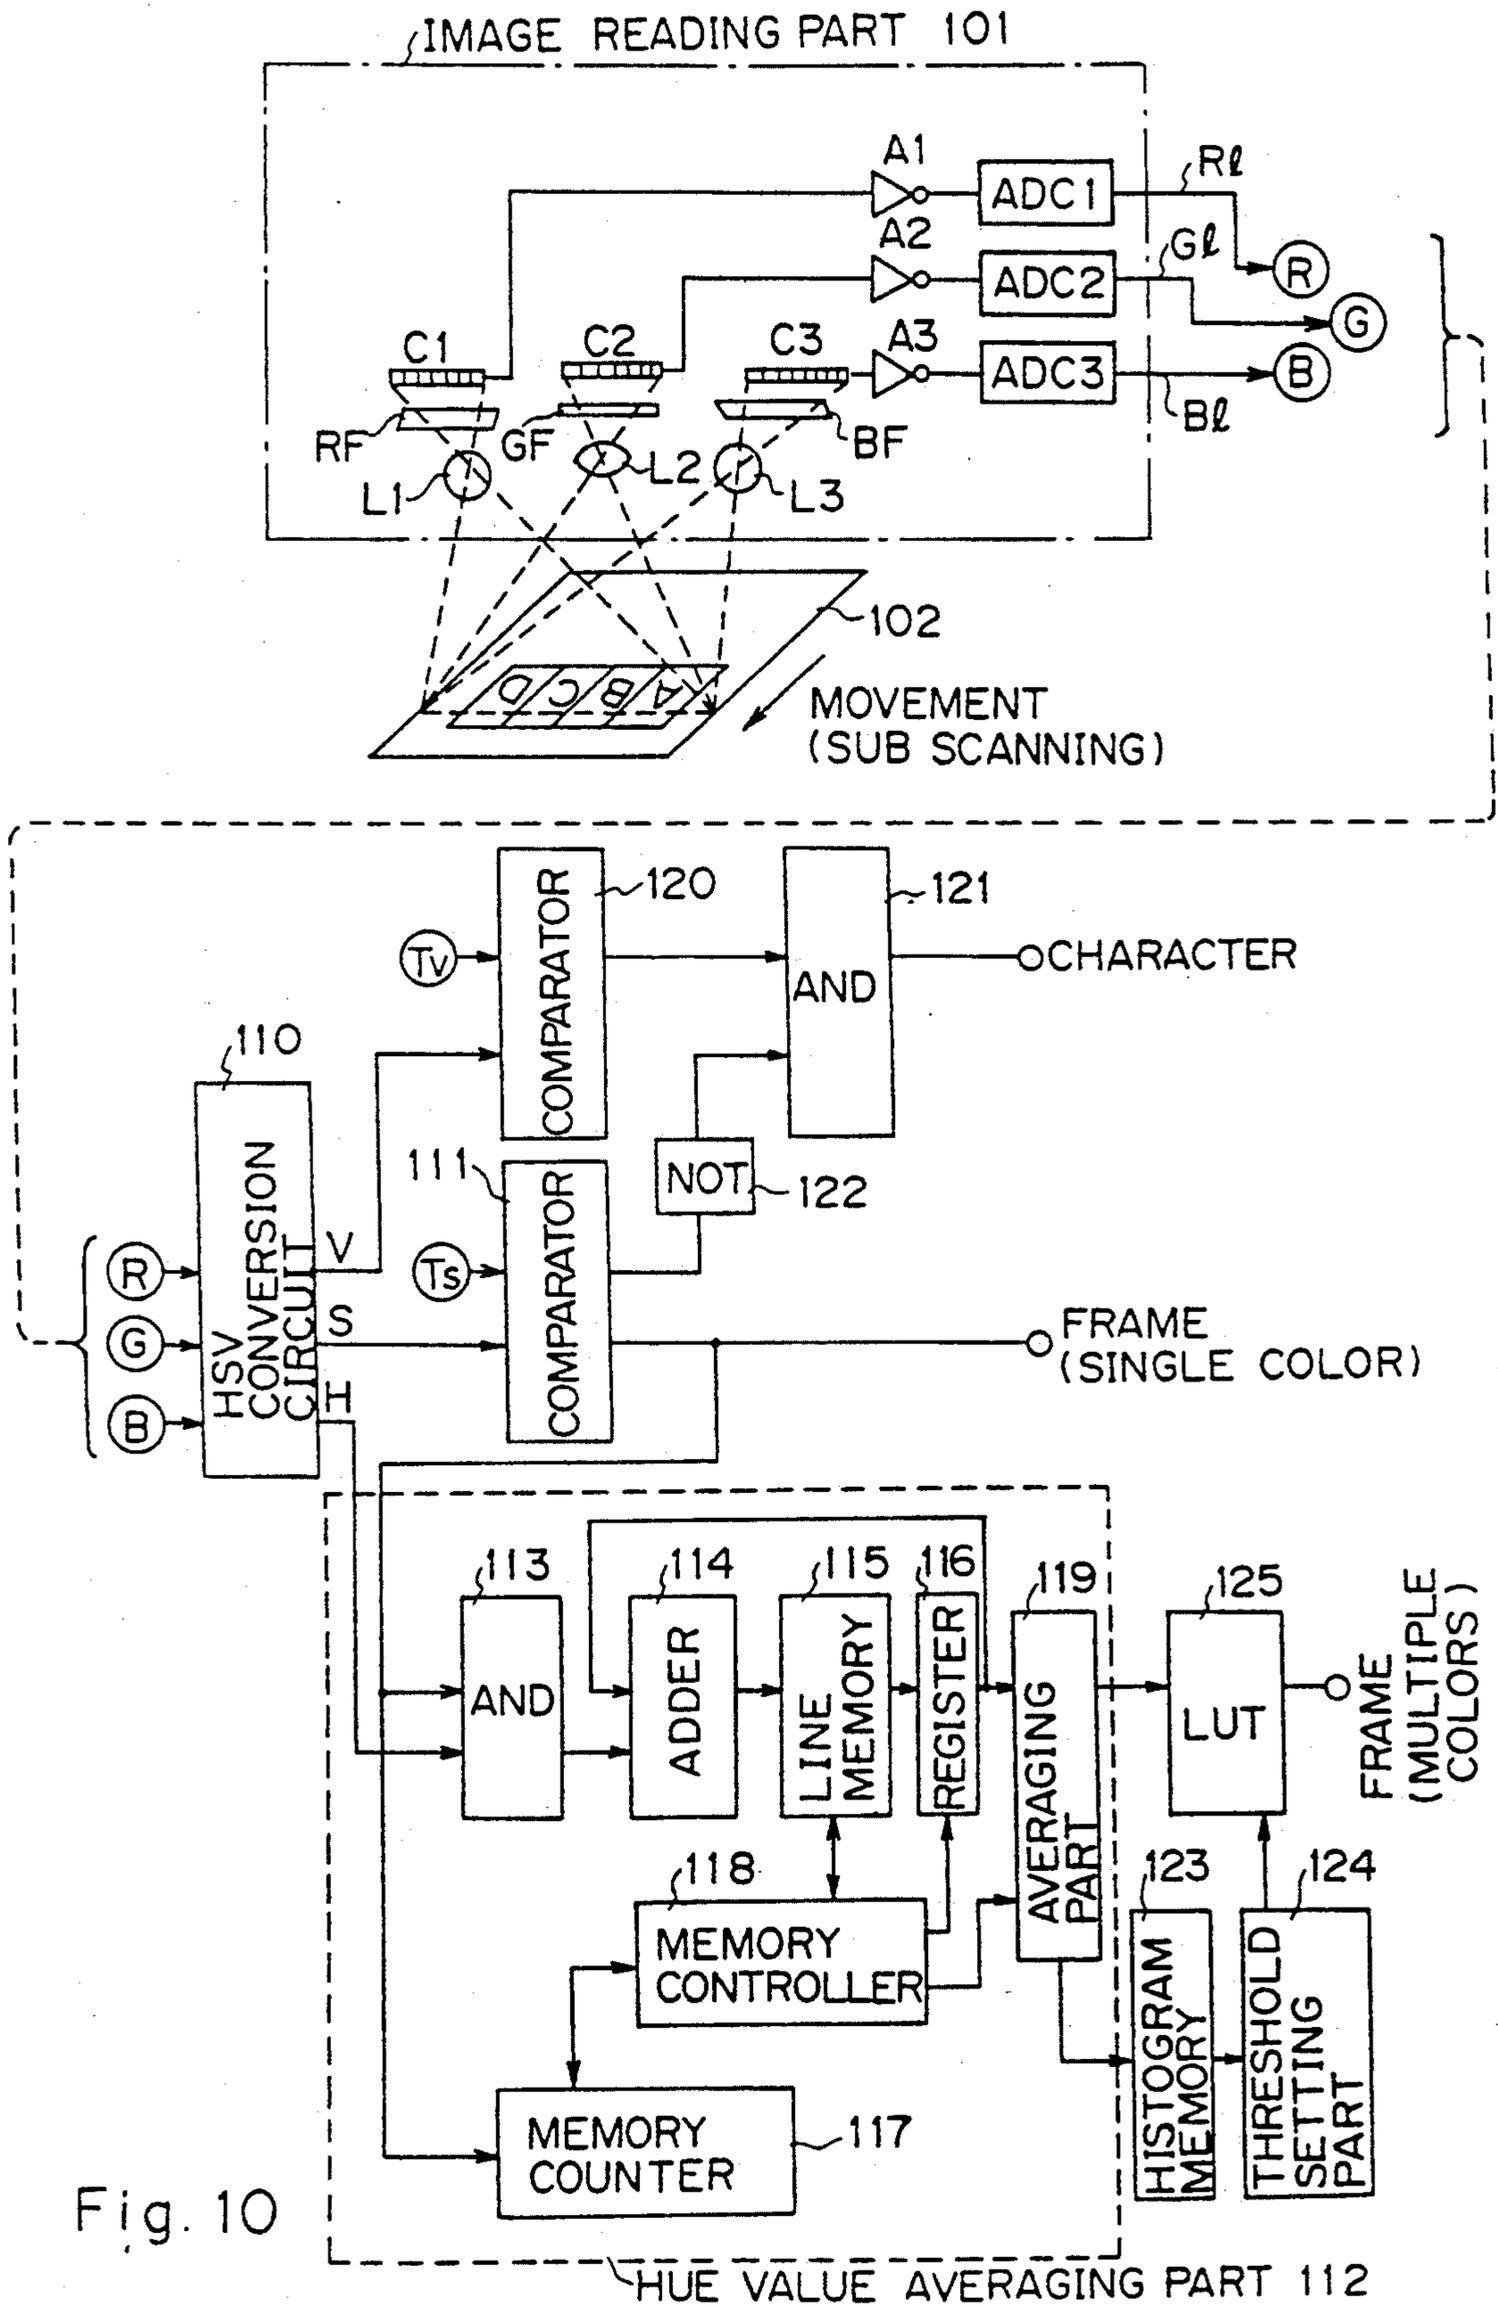 IMAGE READING PART 101
A1
ADC1
Rℓ
R
A2
ADC2
Gℓ
G
C1
C2
C3
A3
ADC3
B
Bℓ
RF
GF
BF
L1
L2
L3
102
D C B A
MOVEMENT
(SUB SCANNING)
120
121
Tv
COMPARATOR
AND
CHARACTER
110
111
NOT
122
HSV
CONVERSION
CIRCUIT
R
G
B
V
S
H
Ts
COMPARATOR
FRAME
(SINGLE COLOR)
113
114
115
116
119
125
AND
ADDER
LINE
MEMORY
REGISTER
AVERAGING
PART
LUT
FRAME
(MULTIPLE
COLORS)
118
MEMORY
CONTROLLER
123
124
HISTOGRAM
MEMORY
THRESHOLD
SETTING
PART
MEMORY
COUNTER
117
Fig. 10
HUE VALUE AVERAGING PART 112